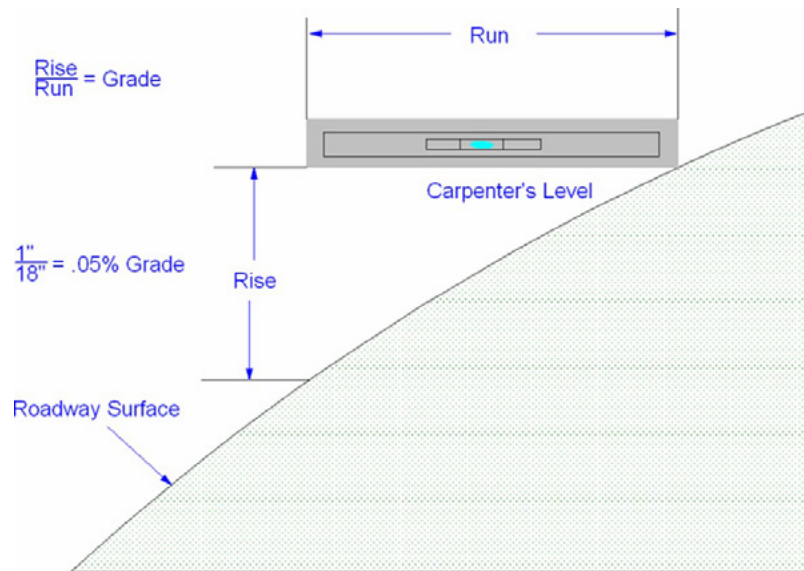 Run
Rise
Run = Grade
Carpenter's Level
1"
18" = .05% Grade
Rise
Roadway Surface